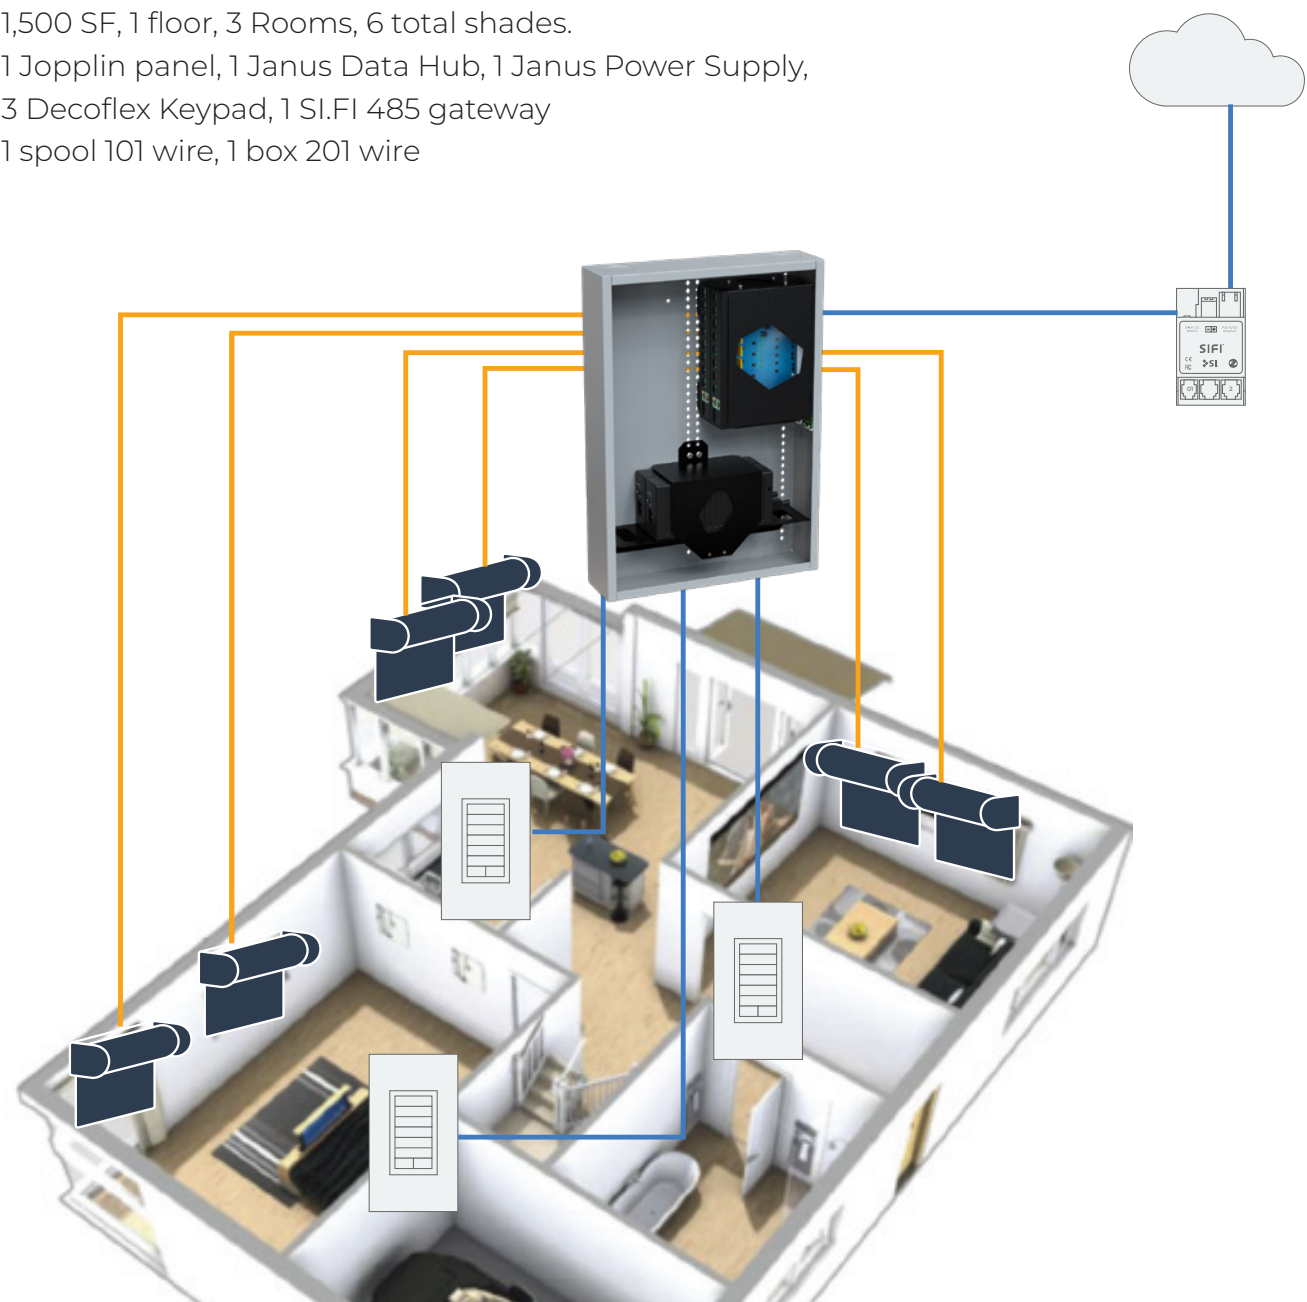 1,500 SF, 1 floor, 3 Rooms, 6 total shades.
1 Jopplin panel, 1 Janus Data Hub, 1 Janus Power Supply,
3 Decoflex Keypad, 1 SI.FI 485 gateway
1 spool 101 wire, 1 box 201 wire
SIFI
SI
01
2